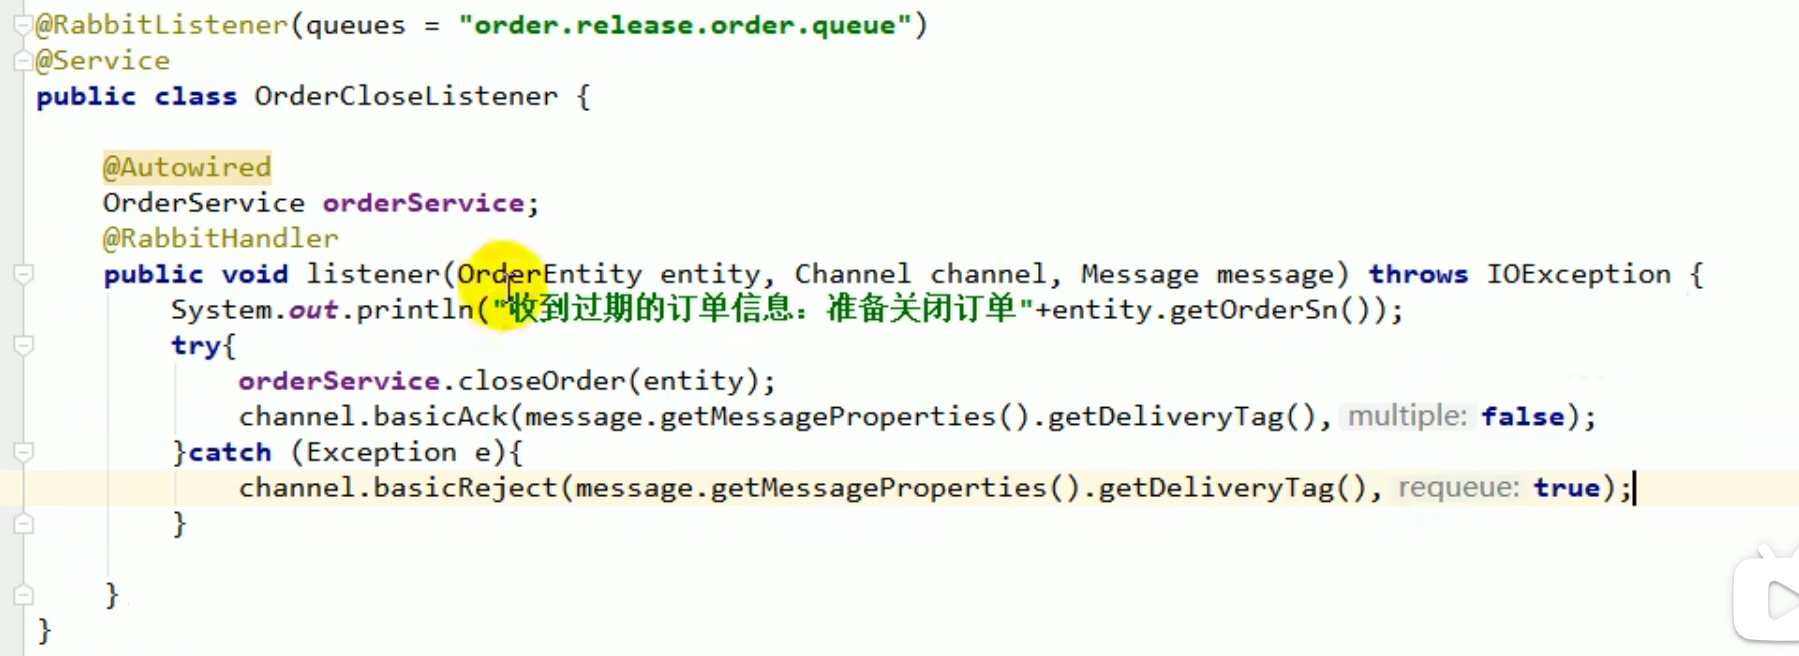 @RabbitListener(queues = "order.release.order.queue")
@Service
public class OrderCloseListener {
@Autowired
OrderService orderService;
@RabbitHandler
public void listener(OrderEntity entity, Channel channel, Message message) throws IOException {
System.out.println("收到过期的订单信息：准备关闭订单"+entity.getOrderSn());
try{
orderService.closeOrder(entity);
channel.basicAck(message.getMessageProperties().getDeliveryTag(), multiple: false);
}catch (Exception e){
channel.basicReject(message.getMessageProperties().getDeliveryTag(), requeue: true);
}
}
}